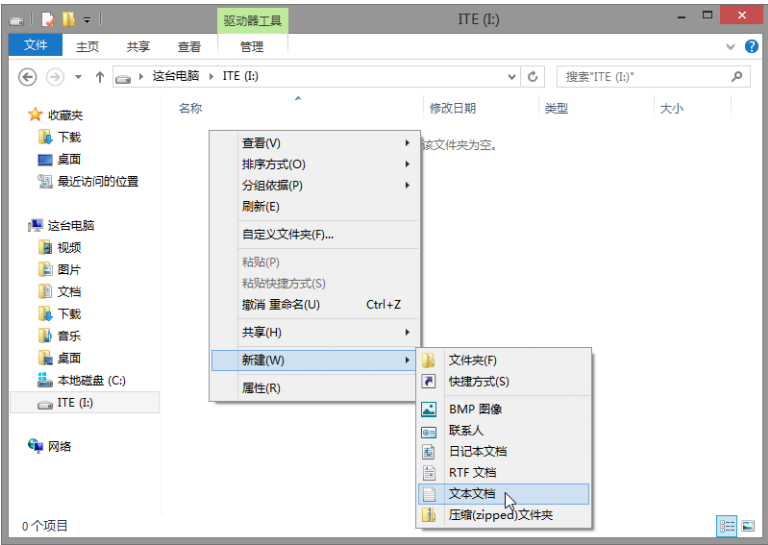 驱动器工具
ITE (I:)
文件
主页
共享
查看
管理
这台电脑
ITE (I:)
搜索"ITE (I:)"
收藏夹
下载
桌面
最近访问的位置
这台电脑
视频
图片
文档
下载
音乐
桌面
本地磁盘 (C:)
ITE (I:)
网络
名称
修改日期
类型
大小
该文件夹为空。
查看(V)
排序方式(O)
分组依据(P)
刷新(E)
自定义文件夹(F)...
粘贴(P)
粘贴快捷方式(S)
撤消 重命名(U) Ctrl+Z
共享(H)
新建(W)
属性(R)
文件夹(F)
快捷方式(S)
BMP 图像
联系人
日记本文档
RTF 文档
文本文档
压缩(zipped)文件夹
0 个项目